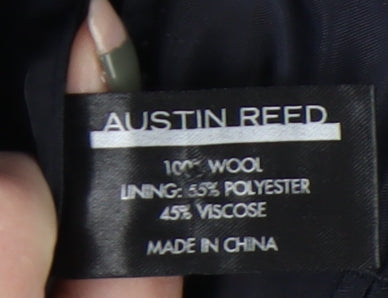 AUSTIN REED
100% WOOL
LINING: 55% POLYESTER
45% VISCOSE
MADE IN CHINA